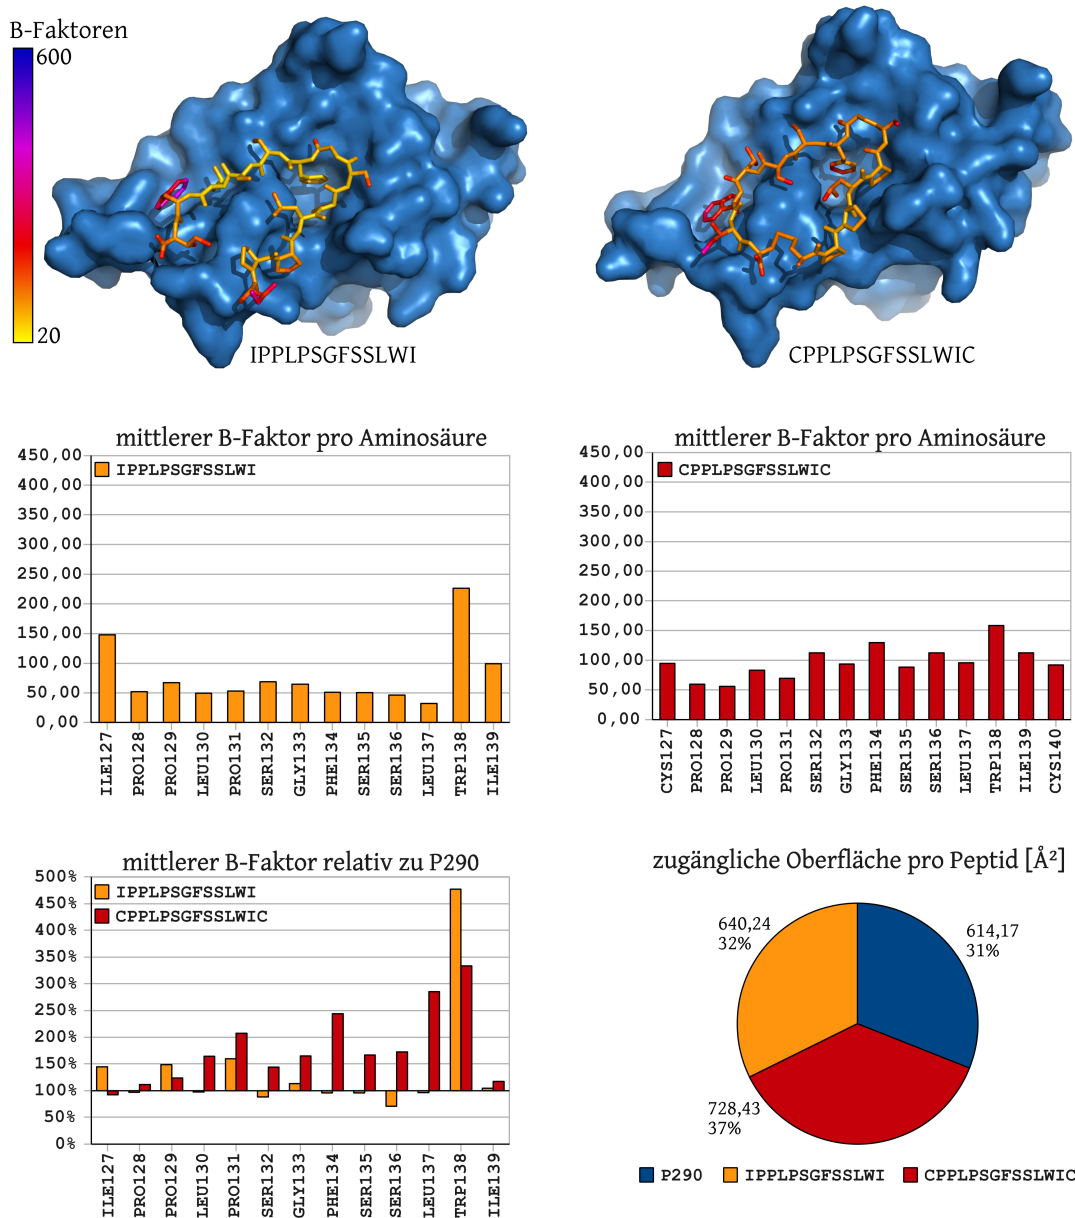 B-Faktoren
600
20
IPPLPSGFSSLWI
CPPLPSGFSSLWIC
mittlerer B-Faktor pro Aminosäure
450,00
400,00
350,00
300,00
250,00
200,00
150,00
100,00
50,00
0,00
IPPLPSGFSSLWI
ILE127
PRO128
PRO129
LEU130
PRO131
SER132
GLY133
PHE134
SER135
SER136
LEU137
TRP138
ILE139
mittlerer B-Faktor pro Aminosäure
450,00
400,00
350,00
300,00
250,00
200,00
150,00
100,00
50,00
0,00
CPPLPSGFSSLWIC
CYS127
PRO128
PRO129
LEU130
PRO131
SER132
GLY133
PHE134
SER135
SER136
LEU137
TRP138
ILE139
CYS140
mittlerer B-Faktor relativ zu P290
500%
450%
400%
350%
300%
250%
200%
150%
100%
50%
0%
IPPLPSGFSSLWI
CPPLPSGFSSLWIC
ILE127
PRO128
PRO129
LEU130
PRO131
SER132
GLY133
PHE134
SER135
SER136
LEU137
TRP138
ILE139
zugängliche Oberfläche pro Peptid [Å²]
640,24
32%
614,17
31%
728,43
37%
P290 IPPLPSGFSSLWI CPPLPSGFSSLWIC